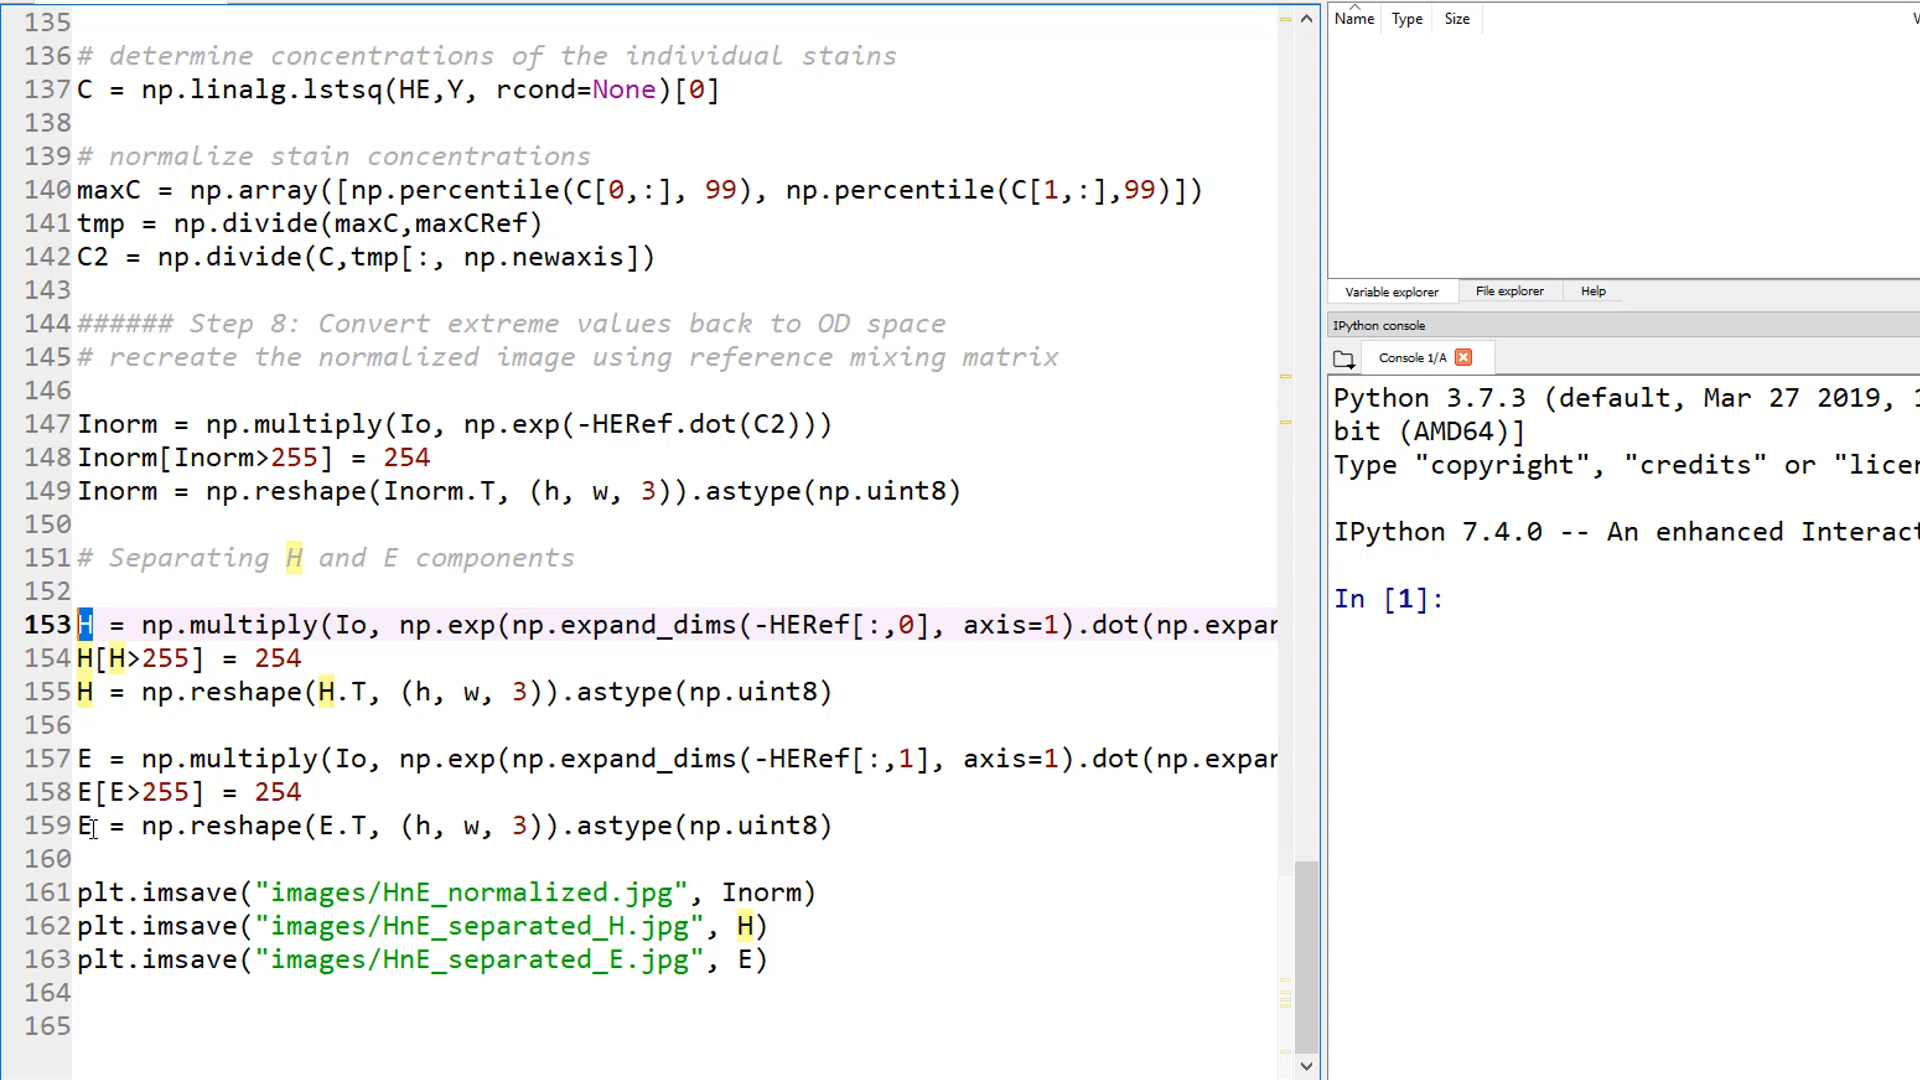 135
136 # determine concentrations of the individual stains
137 C = np.linalg.lstsq(HE,Y, rcond=None)[0]
138
139 # normalize stain concentrations
140 maxC = np.array([np.percentile(C[0,:], 99), np.percentile(C[1,:],99)])
141 tmp = np.divide(maxC,maxCRef)
142 C2 = np.divide(C,tmp[:, np.newaxis])
143
144 ###### Step 8: Convert extreme values back to OD space
145 # recreate the normalized image using reference mixing matrix
146
147 Inorm = np.multiply(Io, np.exp(-HERef.dot(C2)))
148 Inorm[Inorm>255] = 254
149 Inorm = np.reshape(Inorm.T, (h, w, 3)).astype(np.uint8)
150
151 # Separating H and E components
152
153 H = np.multiply(Io, np.exp(np.expand_dims(-HERef[:,0], axis=1).dot(np.expar
154 H[H>255] = 254
155 H = np.reshape(H.T, (h, w, 3)).astype(np.uint8)
156
157 E = np.multiply(Io, np.exp(np.expand_dims(-HERef[:,1], axis=1).dot(np.expar
158 E[E>255] = 254
159 E = np.reshape(E.T, (h, w, 3)).astype(np.uint8)
160
161 plt.imsave("images/HnE_normalized.jpg", Inorm)
162 plt.imsave("images/HnE_separated_H.jpg", H)
163 plt.imsave("images/HnE_separated_E.jpg", E)
164
165
Name Type Size
Variable explorer File explorer Help
IPython console
Console 1/A
Python 3.7.3 (default, Mar 27 2019,
bit (AMD64)]
Type "copyright", "credits" or "licen
IPython 7.4.0 -- An enhanced Interact
In [1]: